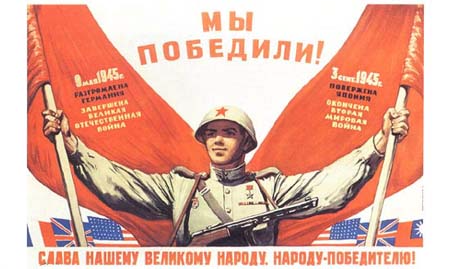 МЫ
ПОБЕДИЛИ!
9 мая 1945 г.
РАЗГРОМЛЕНА
ГЕРМАНИЯ
ЗАВЕРШЕНА
ВЕЛИКАЯ
ОТЕЧЕСТВЕННАЯ
ВОЙНА
3 сент. 1945 г.
ПОВЕРЖЕНА
ЯПОНИЯ
ОКОНЧЕНА
ВТОРАЯ
МИРОВАЯ
ВОЙНА
СЛАВА НАШЕМУ ВЕЛИКОМУ НАРОДУ, НАРОДУ-ПОБЕДИТЕЛЮ!